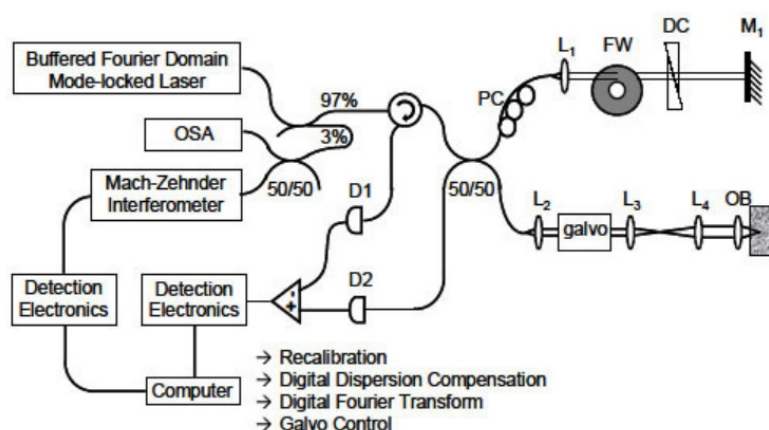 Buffered Fourier Domain
Mode-locked Laser
97%
3%
OSA
50/50
Mach-Zehnder
Interferometer
Detection
Electronics
Detection
Electronics
Computer
D1
D2
-
+
50/50
PC
L1
FW
DC
M1
L2
galvo
L3
L4
OB
→ Recalibration
→ Digital Dispersion Compensation
→ Digital Fourier Transform
→ Galvo Control